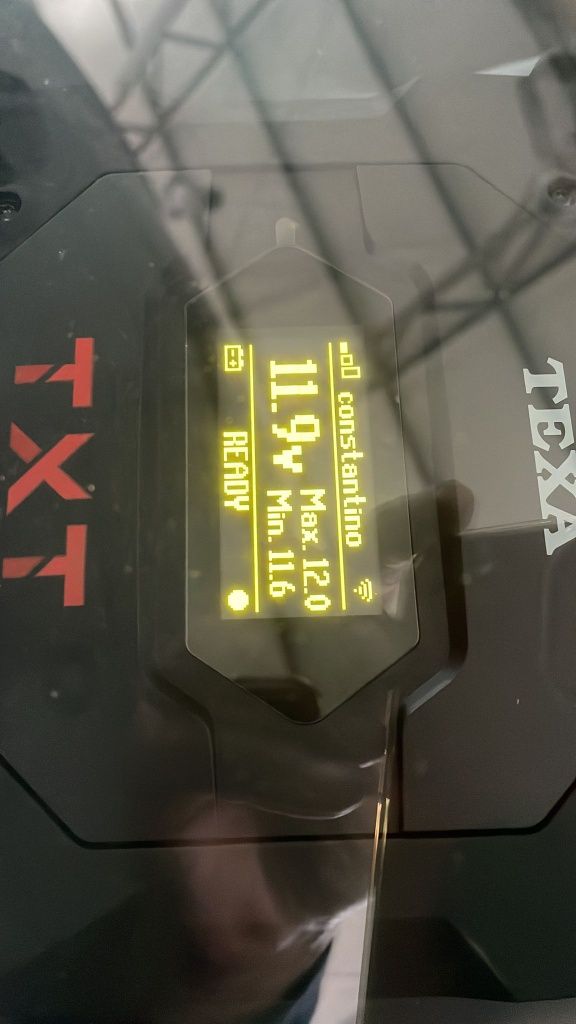 TEXA
constantino
11.9v
Max. 12.0
Min. 11.6
READY
TXT